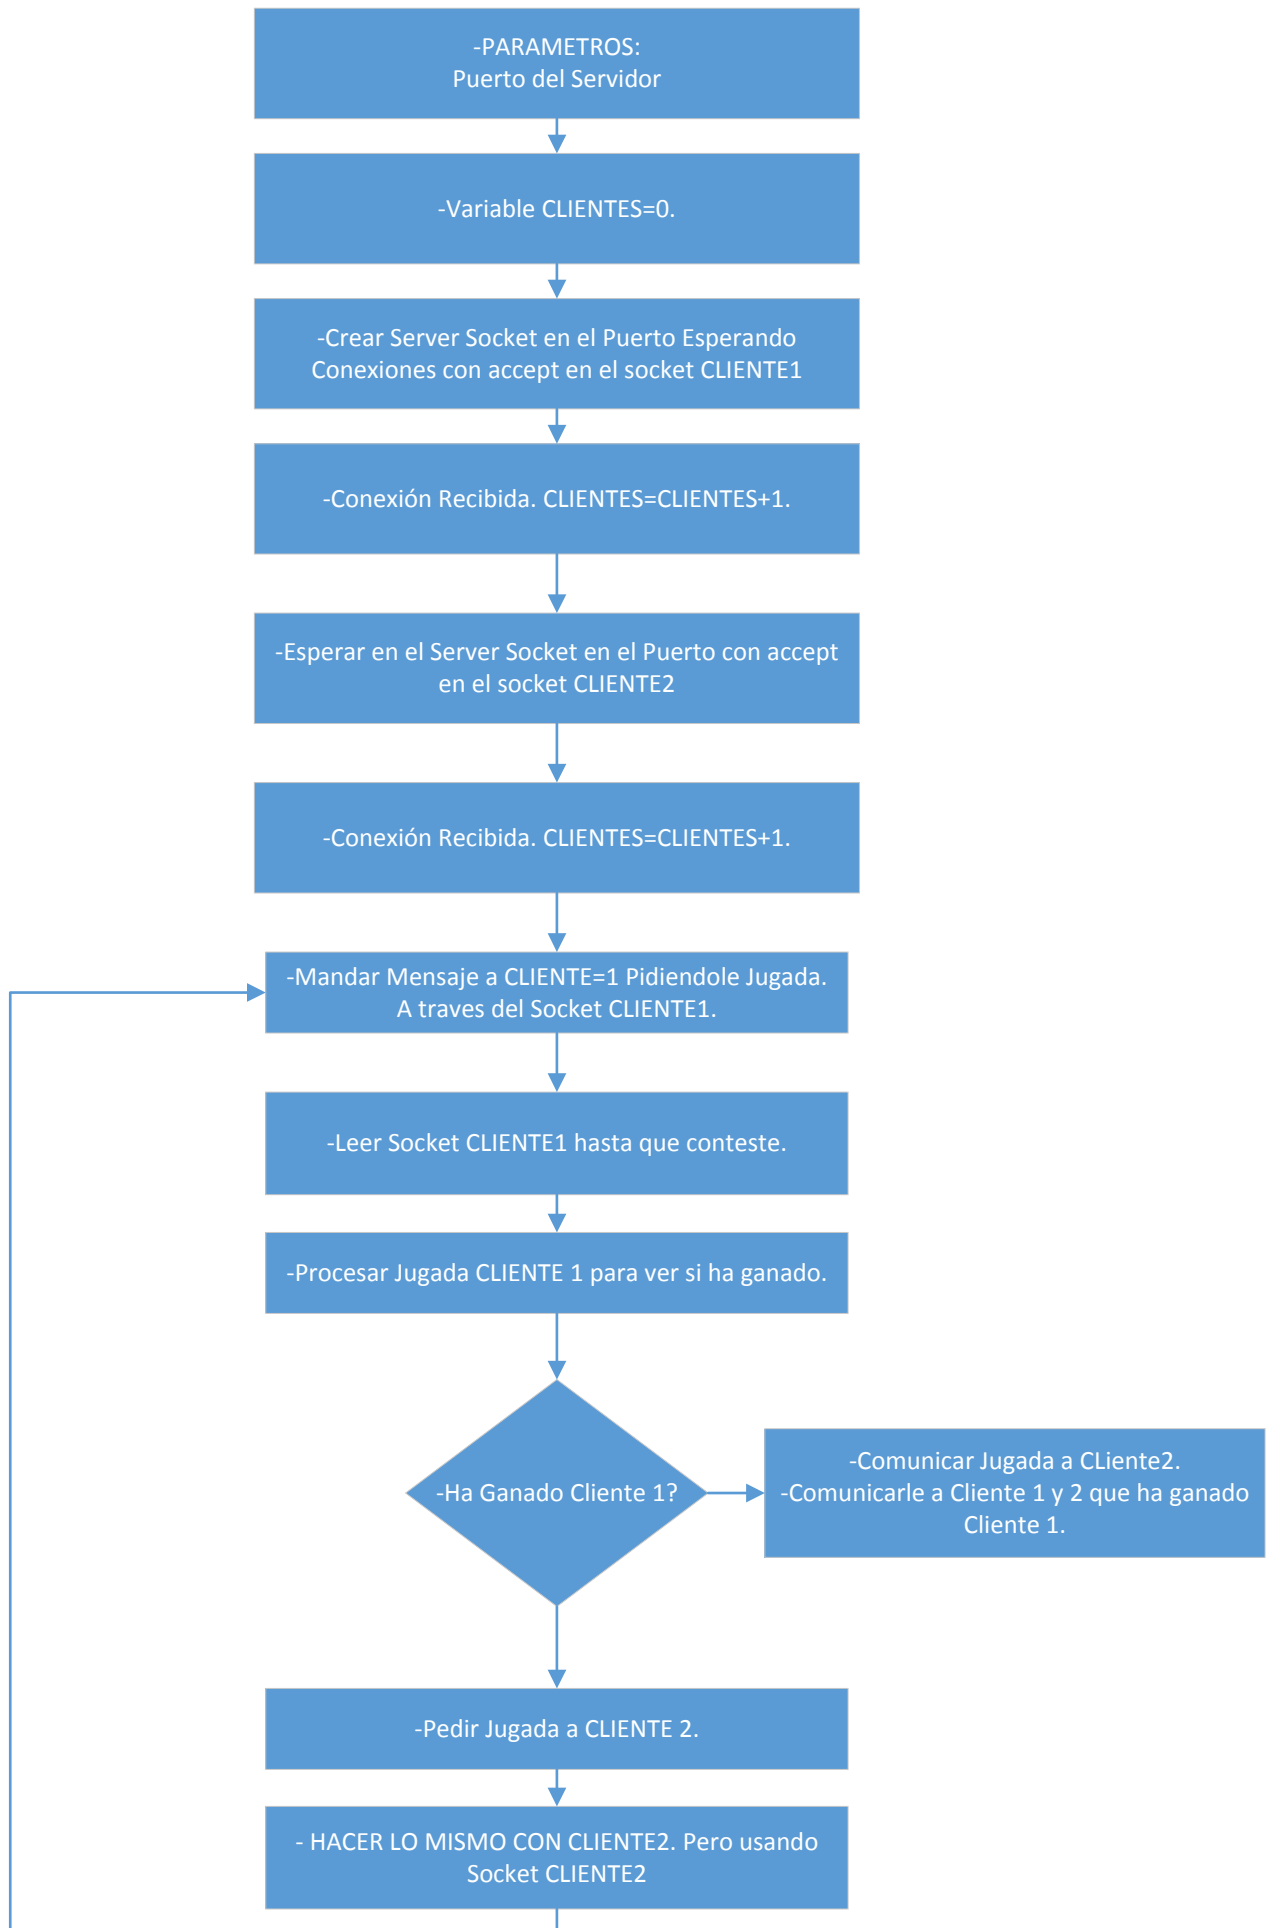 -PARAMETROS:
Puerto del Servidor
-Variable CLIENTES=0.
-Crear Server Socket en el Puerto Esperando
Conexiones con accept en el socket CLIENTE1
-Conexión Recibida. CLIENTES=CLIENTES+1.
-Esperar en el Server Socket en el Puerto con accept
en el socket CLIENTE2
-Conexión Recibida. CLIENTES=CLIENTES+1.
-Mandar Mensaje a CLIENTE=1 Pidiendole Jugada.
A traves del Socket CLIENTE1.
-Leer Socket CLIENTE1 hasta que conteste.
-Procesar Jugada CLIENTE 1 para ver si ha ganado.
-Ha Ganado Cliente 1?
-Comunicar Jugada a CLiente2.
-Comunicarle a Cliente 1 y 2 que ha ganado
Cliente 1.
-Pedir Jugada a CLIENTE 2.
- HACER LO MISMO CON CLIENTE2. Pero usando
Socket CLIENTE2